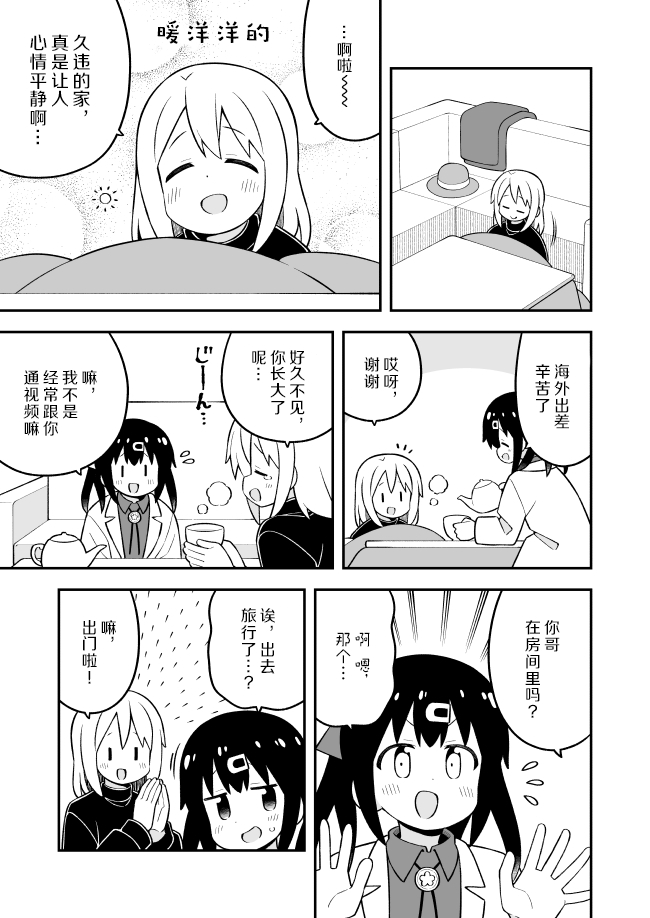 …啊啦~~~
暖洋洋的
久违的家，
真是让人
心情平静啊…
海外出差
辛苦了
哎呀，
谢谢
好久不见，
你长大了
呢…
じーん…
嘛，
我不是
经常跟你
通视频嘛
你哥
在房间里吗？
啊 嗯，
那个…
诶，出去
旅行了…？
嘛，
出门啦！